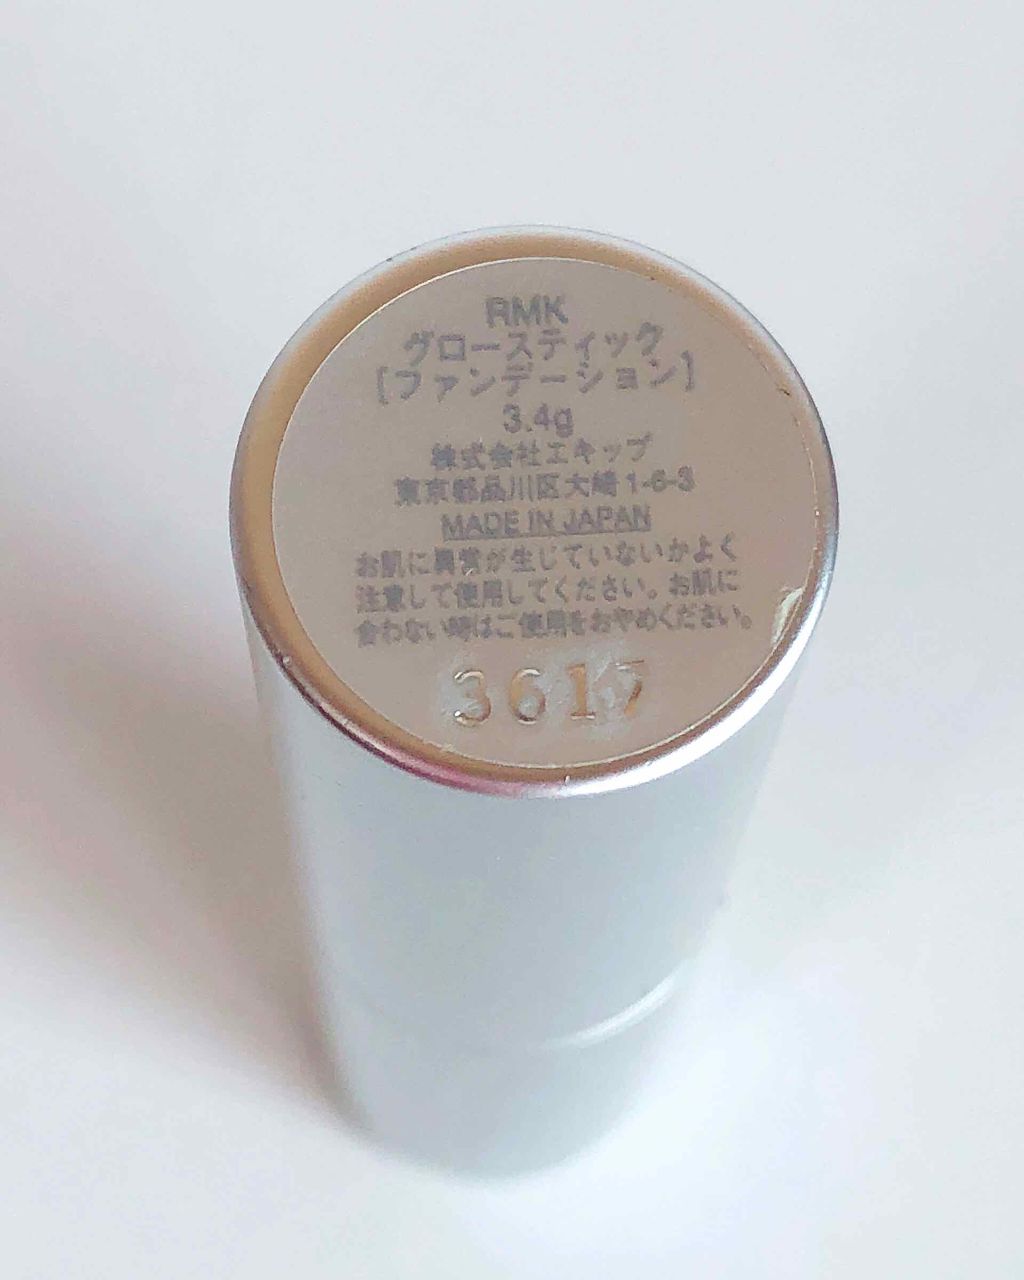 RMK
グロースティック
[ファンデーション]
3.4g
株式会社エキップ
東京都品川区大崎1-6-3
MADE IN JAPAN
お肌に異常が生じていないかよく
注意して使用してください。お肌に
合わない時はご使用をおやめください。
3617